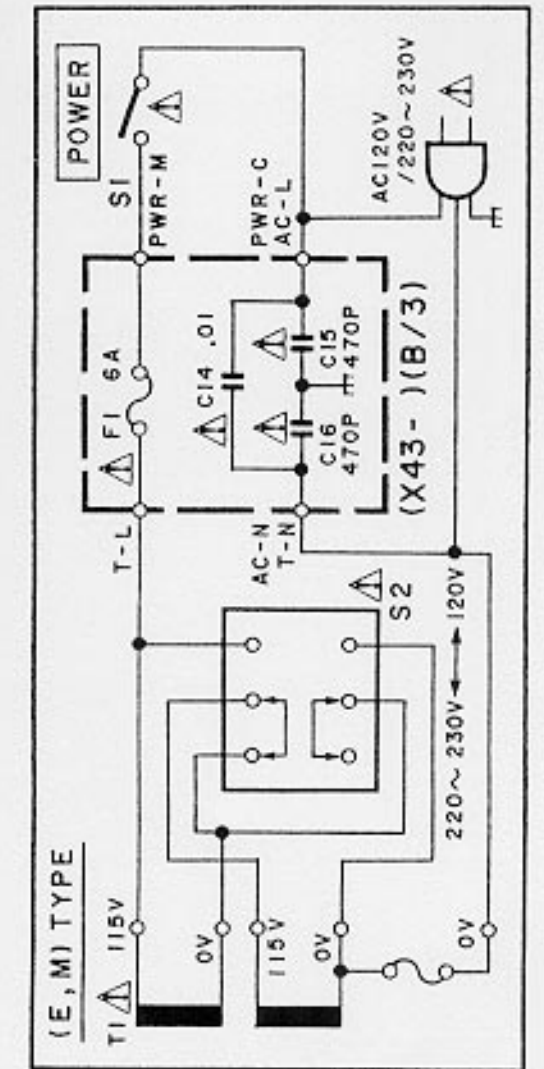 (E,M) TYPE
T1
115V
0V
115V
0V
0V
T-L
AC-N
T-N
S2
220~230V ↔ 120V
F1 6A
C14 .01
C16
470P
C15
470P
(X43- )(B/3)
POWER
S1
PWR-M
PWR-C
AC-L
AC120V
/220~230V